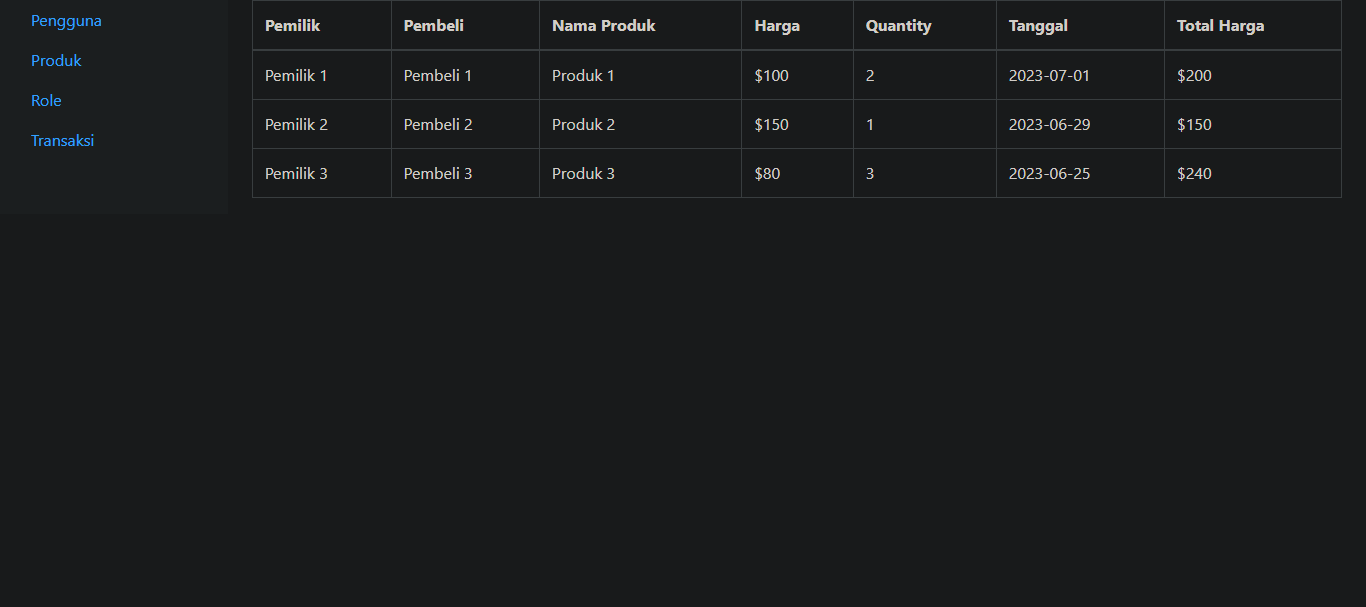 Pengguna
Produk
Role
Transaksi
Pemilik Pembeli Nama Produk Harga Quantity Tanggal Total Harga
Pemilik 1 Pembeli 1 Produk 1 $100 2 2023-07-01 $200
Pemilik 2 Pembeli 2 Produk 2 $150 1 2023-06-29 $150
Pemilik 3 Pembeli 3 Produk 3 $80 3 2023-06-25 $240